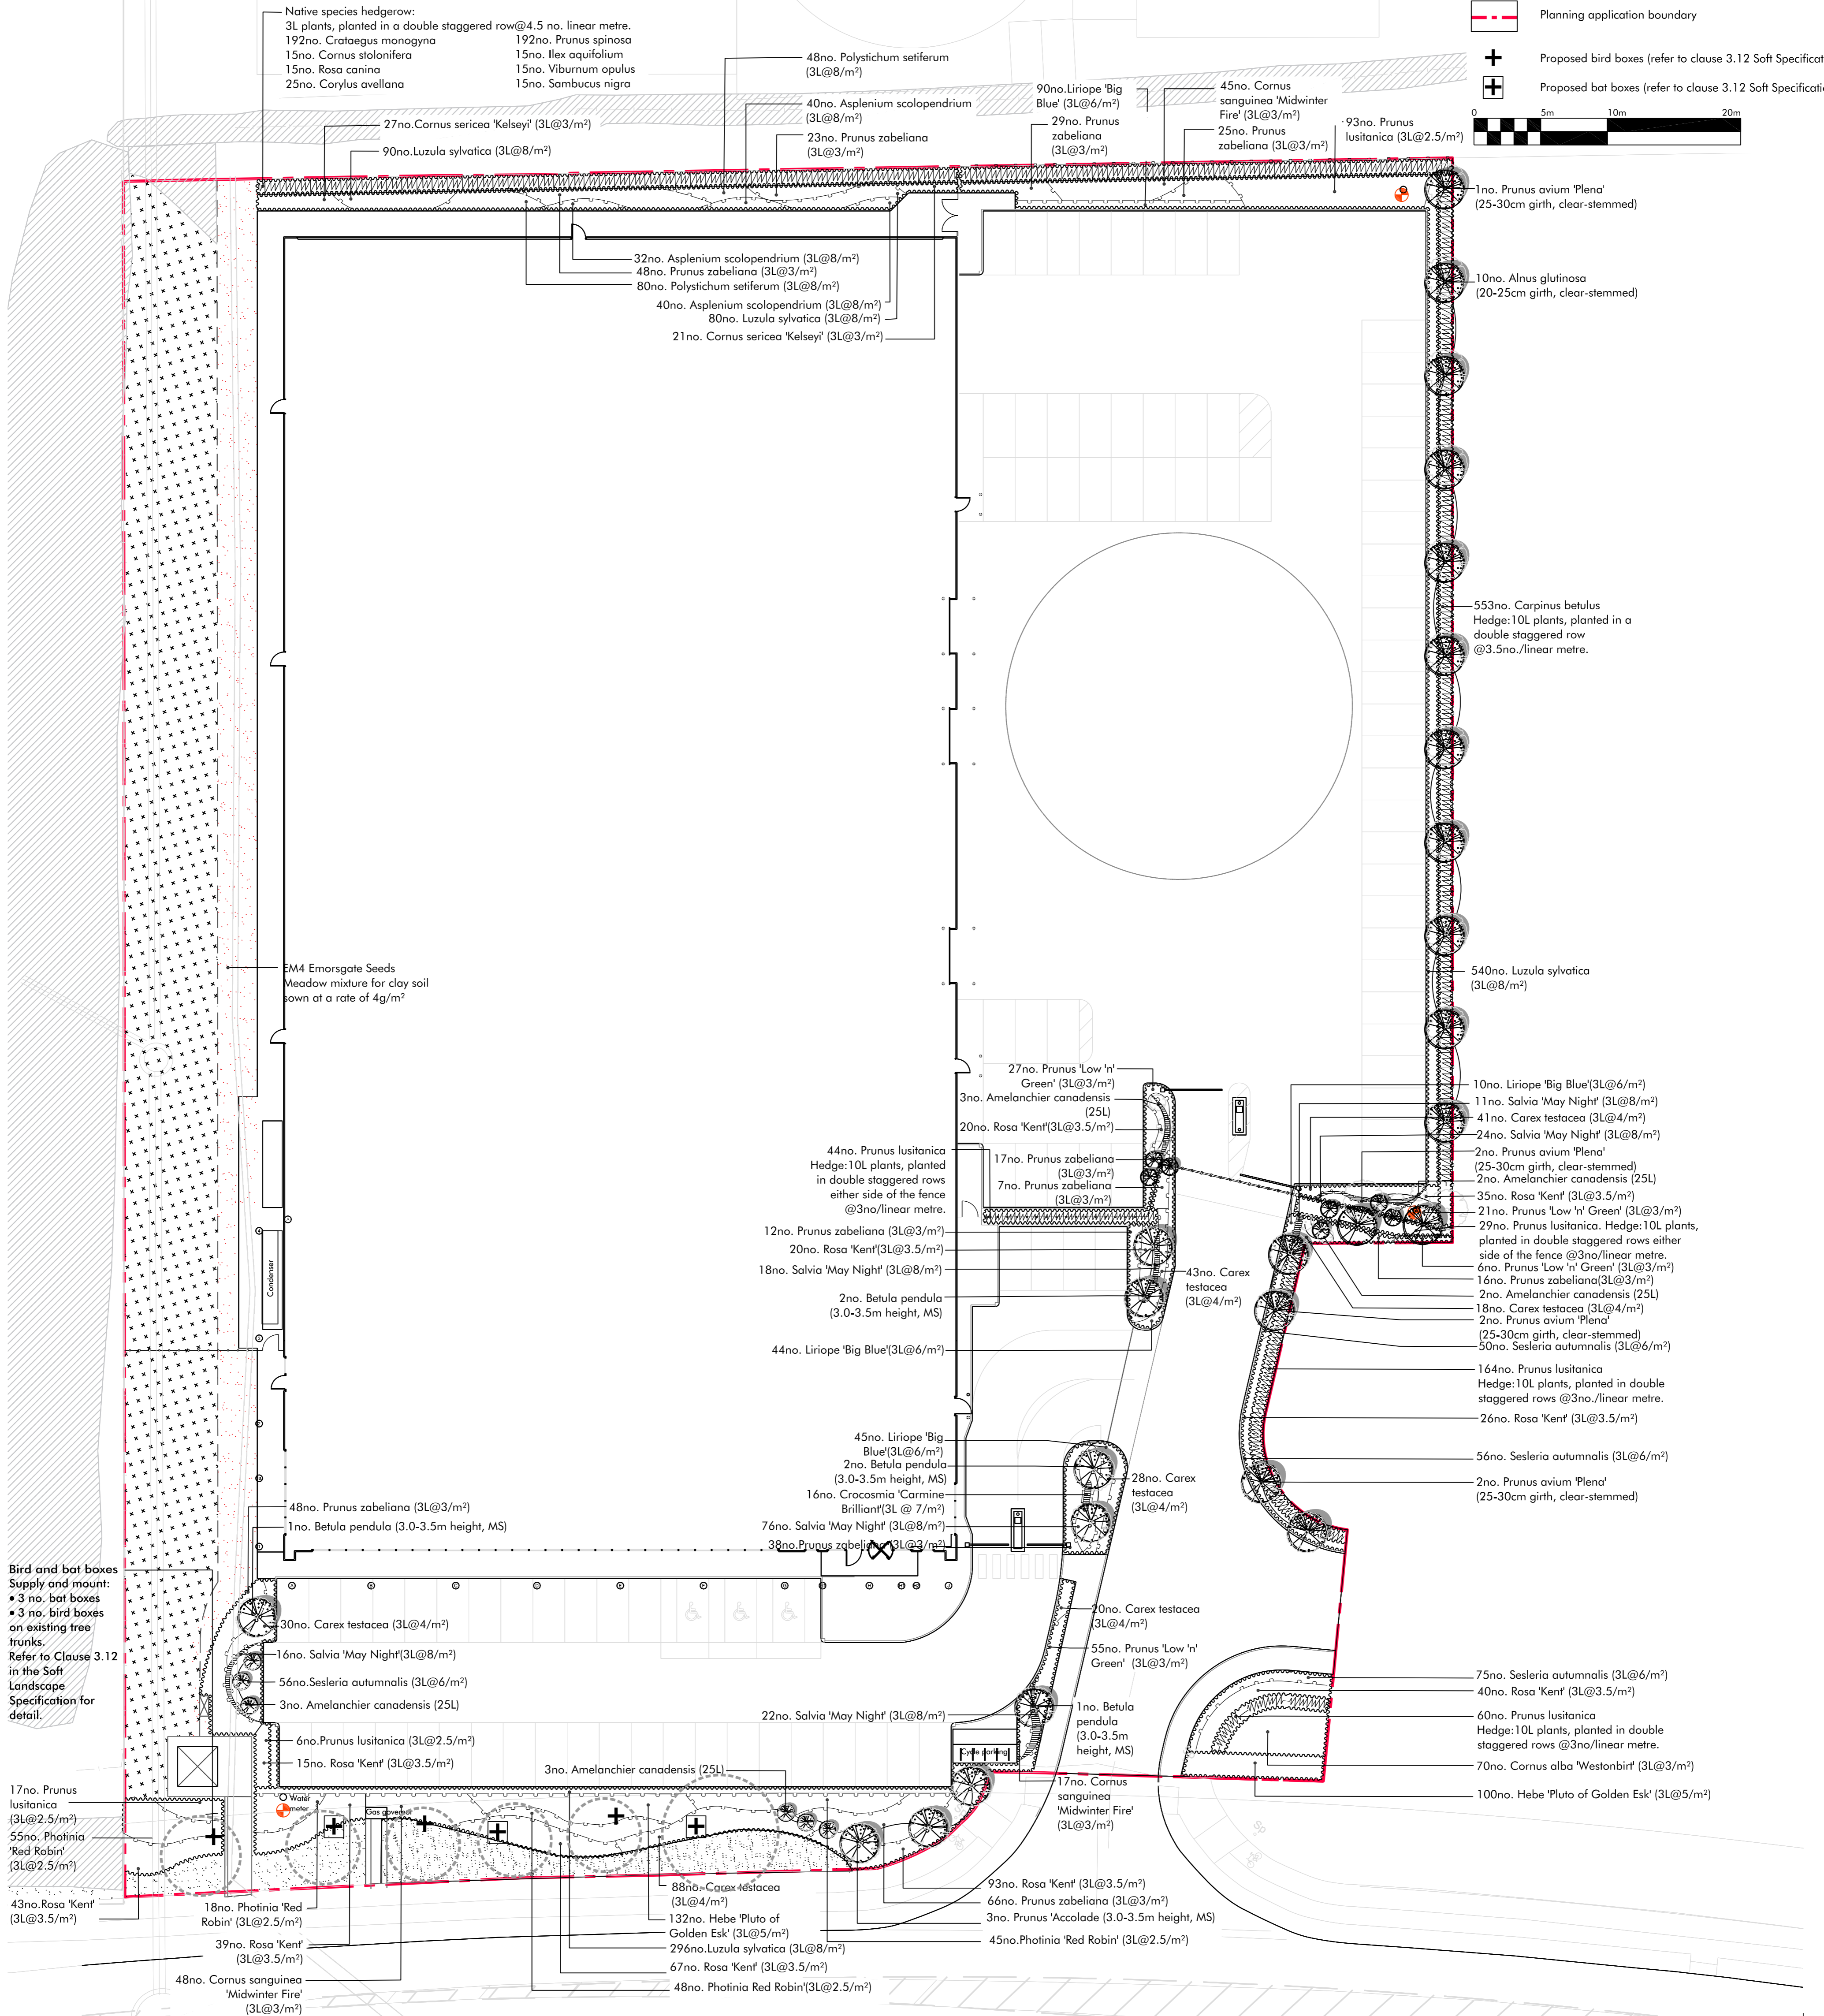 Native species hedgerow:
3L plants, planted in a double staggered row@4.5 no. linear metre.
192no. Crataegus monogyna
192no. Prunus spinosa
15no. Cornus stolonifera
15no. Ilex aquifolium
15no. Rosa canina
15no. Viburnum opulus
25no. Corylus avellana
15no. Sambucus nigra
Planning application boundary
Proposed bird boxes (refer to clause 3.12 Soft Specificat
Proposed bat boxes (refer to clause 3.12 Soft Specificati
0 5m 10m 20m
48no. Polystichum setiferum
(3L@8/m²)
40no. Asplenium scolopendrium
(3L@8/m²)
23no. Prunus zabeliana
(3L@3/m²)
27no.Cornus sericea 'Kelseyi' (3L@3/m²)
90no.Luzula sylvatica (3L@8/m²)
90no.Liriope 'Big
Blue' (3L@6/m²)
29no. Prunus
zabeliana
(3L@3/m²)
45no. Cornus
sanguinea 'Midwinter
Fire' (3L@3/m²)
25no. Prunus
zabeliana (3L@3/m²)
93no. Prunus
lusitanica (3L@2.5/m²)
1no. Prunus avium 'Plena'
(25-30cm girth, clear-stemmed)
10no. Alnus glutinosa
(20-25cm girth, clear-stemmed)
32no. Asplenium scolopendrium (3L@8/m²)
48no. Prunus zabeliana (3L@3/m²)
80no. Polystichum setiferum (3L@8/m²)
40no. Asplenium scolopendrium (3L@8/m²)
80no. Luzula sylvatica (3L@8/m²)
21no. Cornus sericea 'Kelseyi' (3L@3/m²)
553no. Carpinus betulus
Hedge:10L plants, planted in a
double staggered row
@3.5no./linear metre.
EM4 Emorsgate Seeds
Meadow mixture for clay soil
sown at a rate of 4g/m²
540no. Luzula sylvatica
(3L@8/m²)
27no. Prunus 'Low 'n'
Green' (3L@3/m²)
3no. Amelanchier canadensis
(25L)
20no. Rosa 'Kent'(3L@3.5/m²)
44no. Prunus lusitanica
Hedge:10L plants, planted
in double staggered rows
either side of the fence
@3no/linear metre.
17no. Prunus zabeliana
(3L@3/m²)
7no. Prunus zabeliana
(3L@3/m²)
12no. Prunus zabeliana (3L@3/m²)
20no. Rosa 'Kent'(3L@3.5/m²)
18no. Salvia 'May Night' (3L@8/m²)
2no. Betula pendula
(3.0-3.5m height, MS)
44no. Liriope 'Big Blue'(3L@6/m²)
43no. Carex
testacea
(3L@4/m²)
10no. Liriope 'Big Blue'(3L@6/m²)
11no. Salvia 'May Night' (3L@8/m²)
41no. Carex testacea (3L@4/m²)
24no. Salvia 'May Night' (3L@8/m²)
2no. Prunus avium 'Plena'
(25-30cm girth, clear-stemmed)
2no. Amelanchier canadensis (25L)
35no. Rosa 'Kent' (3L@3.5/m²)
21no. Prunus 'Low 'n' Green' (3L@3/m²)
29no. Prunus lusitanica. Hedge:10L plants,
planted in double staggered rows either
side of the fence @3no/linear metre.
6no. Prunus 'Low 'n' Green' (3L@3/m²)
16no. Prunus zabeliana(3L@3/m²)
2no. Amelanchier canadensis (25L)
18no. Carex testacea (3L@4/m²)
2no. Prunus avium 'Plena'
(25-30cm girth, clear-stemmed)
50no. Sesleria autumnalis (3L@6/m²)
164no. Prunus lusitanica
Hedge:10L plants, planted in double
staggered rows @3no./linear metre.
26no. Rosa 'Kent' (3L@3.5/m²)
56no. Sesleria autumnalis (3L@6/m²)
2no. Prunus avium 'Plena'
(25-30cm girth, clear-stemmed)
Condenser
45no. Liriope 'Big
Blue'(3L@6/m²)
2no. Betula pendula
(3.0-3.5m height, MS)
16no. Crocosmia 'Carmine
Brilliant'(3L @ 7/m²)
76no. Salvia 'May Night' (3L@8/m²)
38no.Prunus zabeliana (3L@3/m²)
28no. Carex
testacea
(3L@4/m²)
48no. Prunus zabeliana (3L@3/m²)
1no. Betula pendula (3.0-3.5m height, MS)
A B C D E F G H J
Bird and bat boxes
Supply and mount:
• 3 no. bat boxes
• 3 no. bird boxes
on existing tree
trunks.
Refer to Clause 3.12
in the Soft
Landscape
Specification for
detail.
30no. Carex testacea (3L@4/m²)
16no. Salvia 'May Night'(3L@8/m²)
56no.Sesleria autumnalis (3L@6/m²)
3no. Amelanchier canadensis (25L)
6no.Prunus lusitanica (3L@2.5/m²)
15no. Rosa 'Kent' (3L@3.5/m²)
20no. Carex testacea
(3L@4/m²)
55no. Prunus 'Low 'n'
Green' (3L@3/m²)
22no. Salvia 'May Night' (3L@8/m²)
1no. Betula
pendula
(3.0-3.5m
height, MS)
Cycle parking
3no. Amelanchier canadensis (25L)
17no. Cornus
sanguinea
'Midwinter Fire'
(3L@3/m²)
75no. Sesleria autumnalis (3L@6/m²)
40no. Rosa 'Kent' (3L@3.5/m²)
60no. Prunus lusitanica
Hedge:10L plants, planted in double
staggered rows @3no/linear metre.
70no. Cornus alba 'Westonbirt' (3L@3/m²)
100no. Hebe 'Pluto of Golden Esk' (3L@5/m²)
17no. Prunus
lusitanica
(3L@2.5/m²)
55no. Photinia
'Red Robin'
(3L@2.5/m²)
43no.Rosa 'Kent'
(3L@3.5/m²)
Water
meter
Gas governor
18no. Photinia 'Red
Robin' (3L@2.5/m²)
39no. Rosa 'Kent'
(3L@3.5/m²)
48no. Cornus sanguinea
'Midwinter Fire'
(3L@3/m²)
88no. Carex testacea
(3L@4/m²)
132no. Hebe 'Pluto of
Golden Esk' (3L@5/m²)
296no.Luzula sylvatica (3L@8/m²)
67no. Rosa 'Kent' (3L@3.5/m²)
48no. Photinia Red Robin'(3L@2.5/m²)
93no. Rosa 'Kent' (3L@3.5/m²)
66no. Prunus zabeliana (3L@3/m²)
3no. Prunus 'Accolade (3.0-3.5m height, MS)
45no.Photinia 'Red Robin' (3L@2.5/m²)